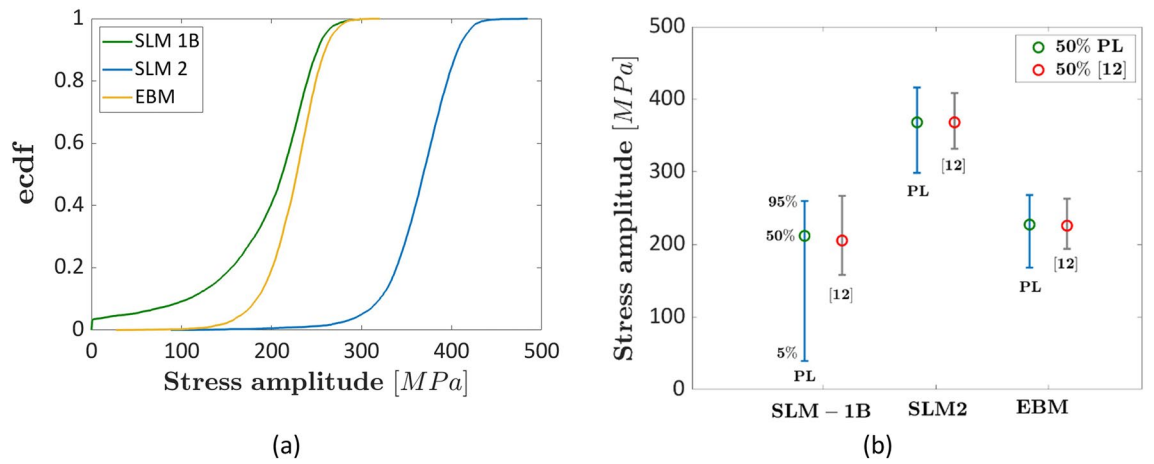 1
0.8
0.6
0.4
0.2
0
ecdf
SLM 1B
SLM 2
EBM
0 100 200 300 400 500
Stress amplitude [MPa]
(a)
500
400
300
200
100
0
Stress amplitude [MPa]
50% PL
50% [12]
95%
50%
5%
PL
[12]
PL
[12]
PL
[12]
SLM – 1B SLM2 EBM
(b)